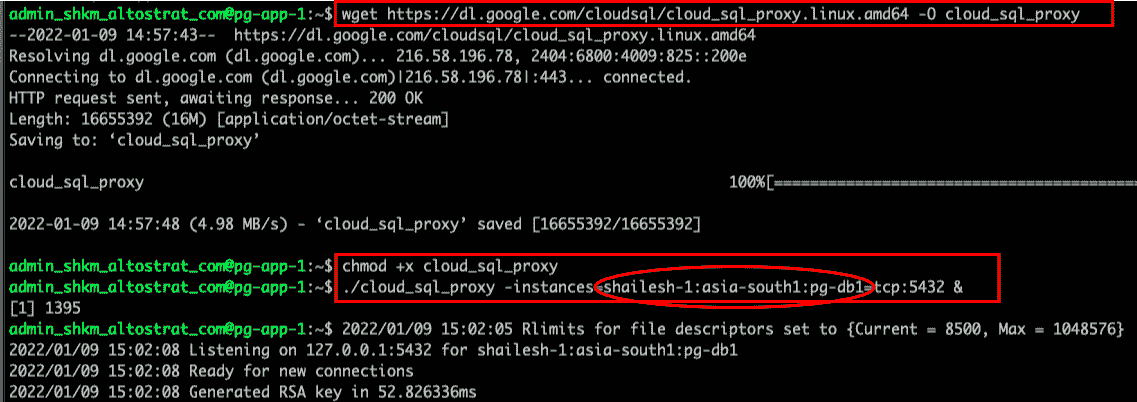 admin_shkm_altostrat_com@pg-app-1:~$ wget https://dl.google.com/cloudsql/cloud_sql_proxy.linux.amd64 -O cloud_sql_proxy
--2022-01-09 14:57:43--  https://dl.google.com/cloudsql/cloud_sql_proxy.linux.amd64
Resolving dl.google.com (dl.google.com)... 216.58.196.78, 2404:6800:4009:825::200e
Connecting to dl.google.com (dl.google.com)|216.58.196.78|:443... connected.
HTTP request sent, awaiting response... 200 OK
Length: 16655392 (16M) [application/octet-stream]
Saving to: ‘cloud_sql_proxy’
cloud_sql_proxy 100%[=========================================
2022-01-09 14:57:48 (4.98 MB/s) - ‘cloud_sql_proxy’ saved [16655392/16655392]
admin_shkm_altostrat_com@pg-app-1:~$ chmod +x cloud_sql_proxy
admin_shkm_altostrat_com@pg-app-1:~$ ./cloud_sql_proxy -instances=shailesh-1:asia-south1:pg-db1=tcp:5432 &
[1] 1395
admin_shkm_altostrat_com@pg-app-1:~$ 2022/01/09 15:02:05 Rlimits for file descriptors set to {Current = 8500, Max = 1048576}
2022/01/09 15:02:08 Listening on 127.0.0.1:5432 for shailesh-1:asia-south1:pg-db1
2022/01/09 15:02:08 Ready for new connections
2022/01/09 15:02:08 Generated RSA key in 52.826336ms